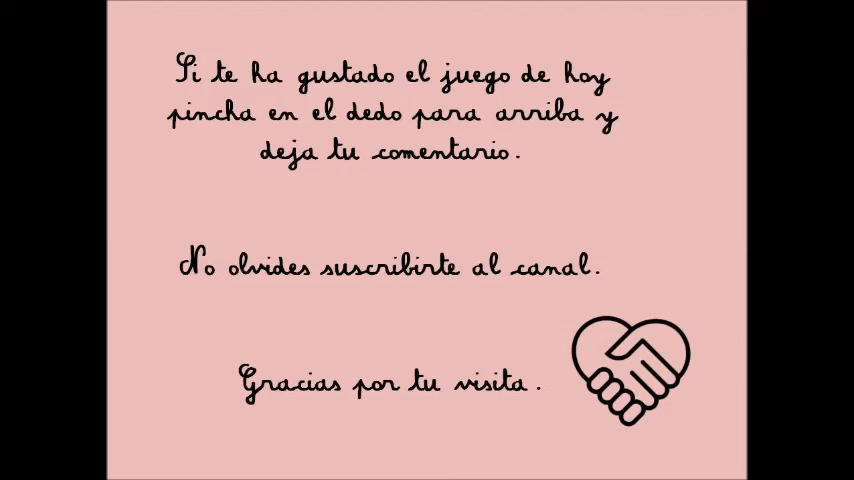 Si te ha gustado el juego de hoy
pincha en el dedo para arriba y
deja tu comentario.
No olvides suscribirte al canal.
Gracias por tu visita.